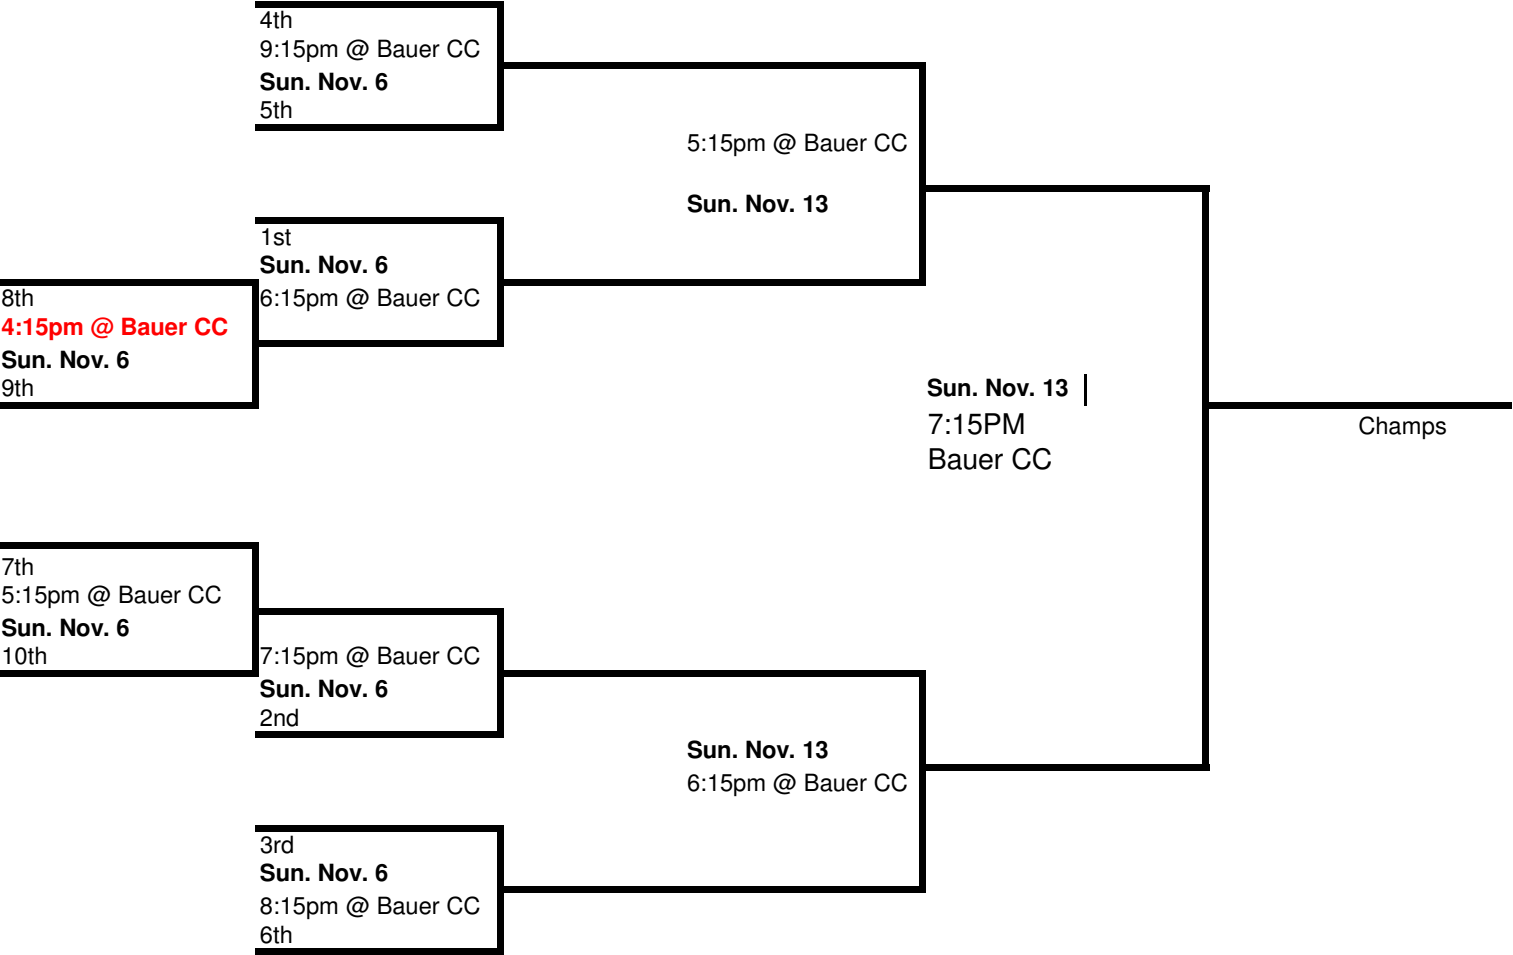 4th
9:15pm @ Bauer CC
Sun. Nov. 6
5th
5:15pm @ Bauer CC
Sun. Nov. 13
1st
Sun. Nov. 6
6:15pm @ Bauer CC
8th
4:15pm @ Bauer CC
Sun. Nov. 6
9th
Sun. Nov. 13
7:15PM
Bauer CC
Champs
7th
5:15pm @ Bauer CC
Sun. Nov. 6
10th
7:15pm @ Bauer CC
Sun. Nov. 6
2nd
Sun. Nov. 13
6:15pm @ Bauer CC
3rd
Sun. Nov. 6
8:15pm @ Bauer CC
6th